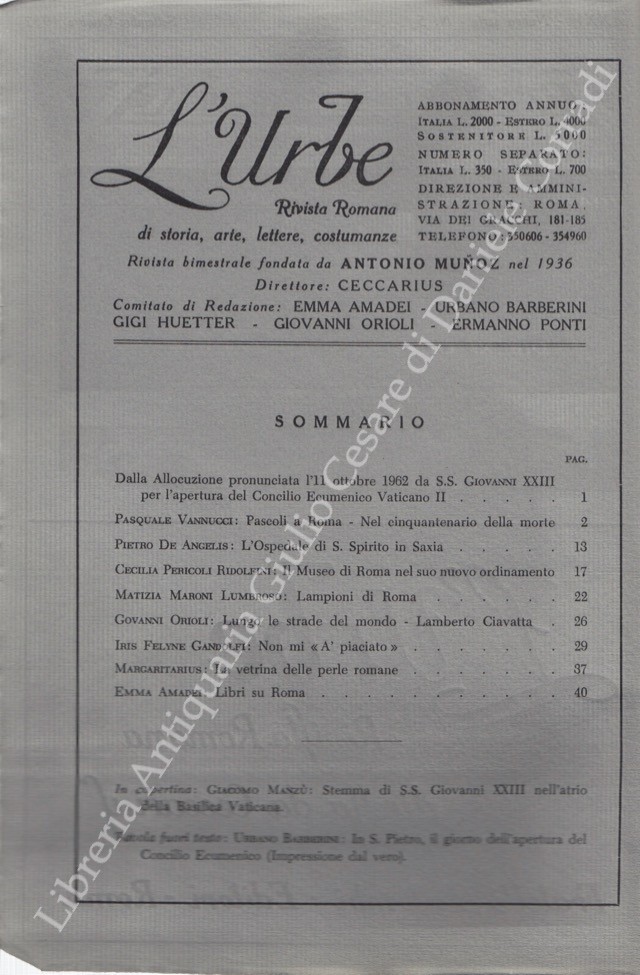 L'Urbe
Rivista Romana
di storia, arte, lettere, costumanze
ABBONAMENTO ANNUO:
ITALIA L. 2000 - ESTERO L. 4000
SOSTENITORE L. 5000
NUMERO SEPARATO:
ITALIA L. 350 - ESTERO L. 700
DIREZIONE E AMMINI-
STRAZIONE: ROMA,
VIA DEI GRACCHI, 181-185
TELEFONO: 350606 - 354960
Rivista bimestrale fondata da ANTONIO MUÑOZ nel 1936
Direttore: CECCARIUS
Comitato di Redazione: EMMA AMADEI - URBANO BARBERINI
GIGI HUETTER - GIOVANNI ORIOLI - ERMANNO PONTI
SOMMARIO
PAG.
Dalla Allocuzione pronunciata l'11 ottobre 1962 da S.S. GIOVANNI XXIII
per l'apertura del Concilio Ecumenico Vaticano II . . . . . 1
PASQUALE VANNUCCI: Pascoli a Roma - Nel cinquantenario della morte 2
PIETRO DE ANGELIS: L'Ospedale di S. Spirito in Saxia . . . . . 13
CECILIA PERICOLI RIDOLFINI: Il Museo di Roma nel suo nuovo ordinamento 17
MATIZIA MARONI LUMBROSO: Lampioni di Roma . . . . . . 22
GOVANNI ORIOLI: Lungo le strade del mondo - Lamberto Ciavatta . 26
IRIS FELYNE GANDOLFI: Non mi « A' piaciato » . . . . . . 29
MARGARITARIUS: La vetrina delle perle romane . . . . . . 37
EMMA AMADEI: Libri su Roma . . . . . . . . . . 40
In copertina: GIACOMO MANZÙ: Stemma di S.S. Giovanni XXIII nell'atrio
della Basilica Vaticana.
Tavola fuori testo: URBANO BARBERINI: In S. Pietro, il giorno dell'apertura del
Concilio Ecumenico (Impressione dal vero).
Libreria Antiquaria Giulio Cesare di Daniele Corradi